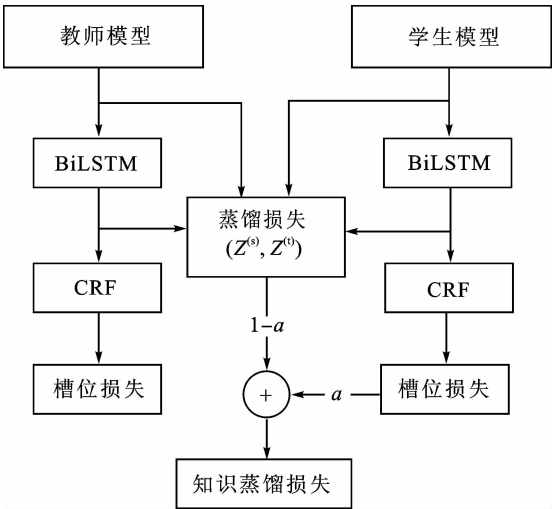 教师模型
学生模型
BiLSTM
BiLSTM
蒸馏损失
(Z(s), Z(t))
CRF
CRF
1-a
槽位损失
+
a
槽位损失
知识蒸馏损失